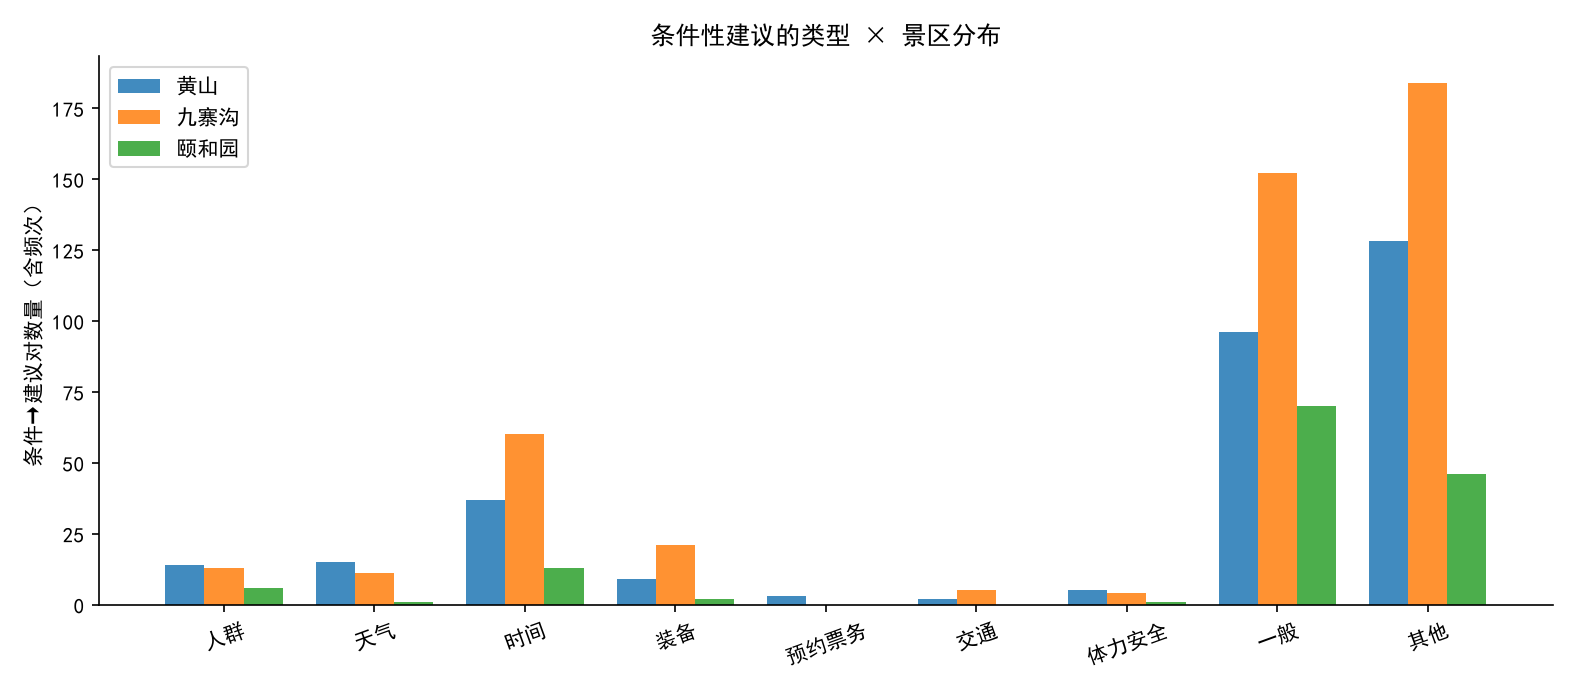 条件性建议的类型 × 景区分布
黄山
九寨沟
颐和园
条件→建议对数量（含频次）
175
150
125
100
75
50
25
0
人群
天气
时间
装备
预约票务
交通
体力安全
一般
其他